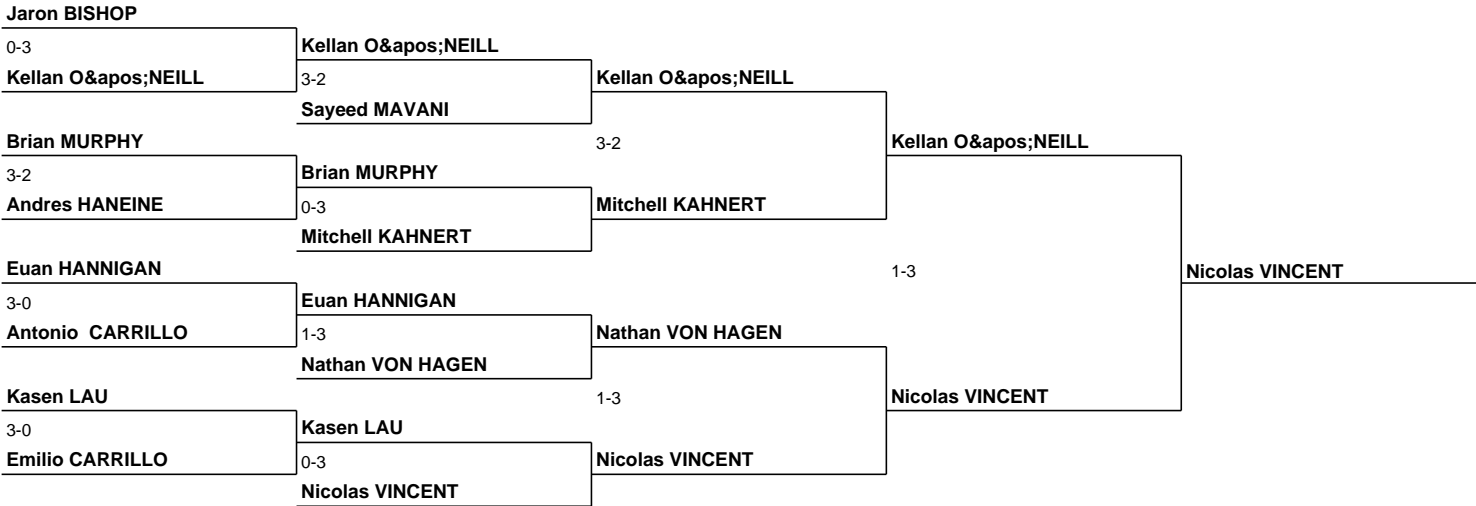 Jaron BISHOP
0-3
Kellan O&apos;NEILL
Kellan O&apos;NEILL
3-2
Kellan O&apos;NEILL
Sayeed MAVANI
Brian MURPHY
3-2
Kellan O&apos;NEILL
3-2
Brian MURPHY
Andres HANEINE
0-3
Mitchell KAHNERT
Mitchell KAHNERT
Euan HANNIGAN
1-3
Nicolas VINCENT
3-0
Euan HANNIGAN
Antonio  CARRILLO
1-3
Nathan VON HAGEN
Nathan VON HAGEN
Kasen LAU
1-3
Nicolas VINCENT
3-0
Kasen LAU
Emilio CARRILLO
0-3
Nicolas VINCENT
Nicolas VINCENT